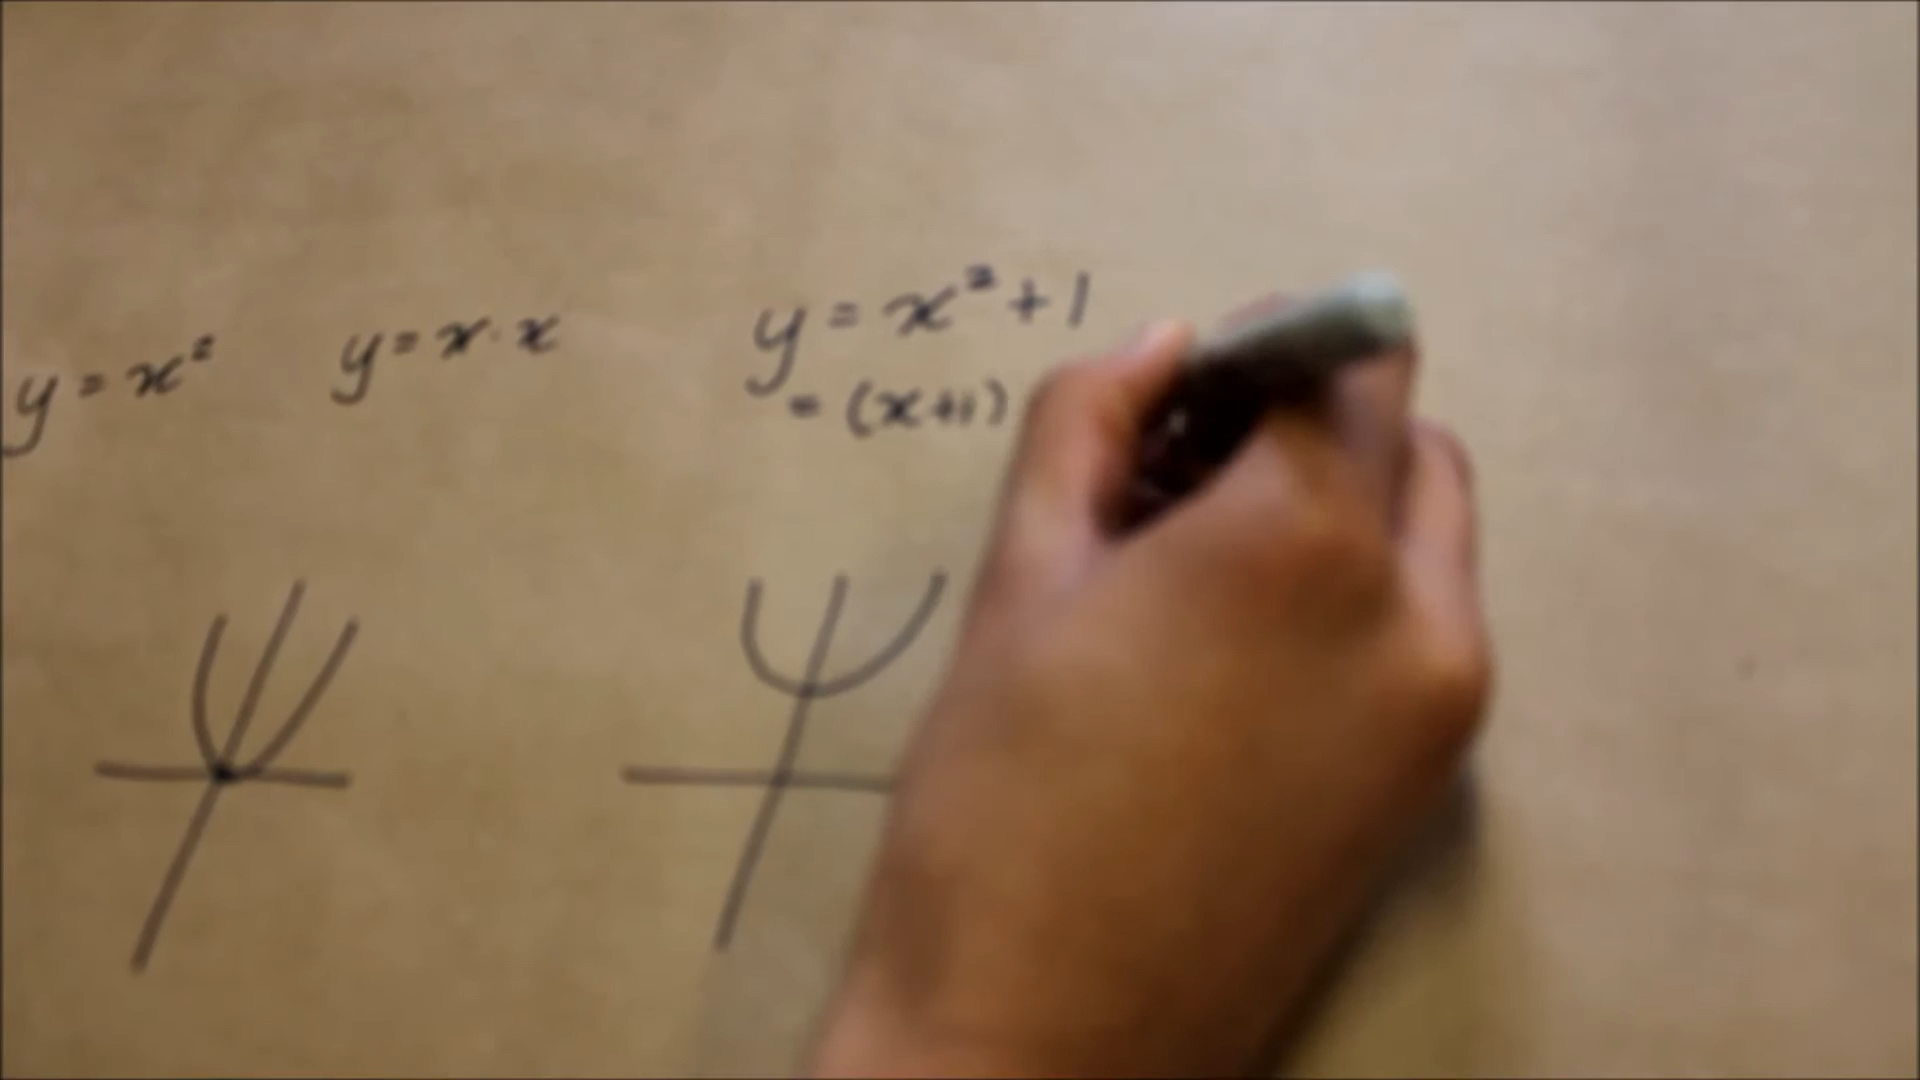 y = x² y = x·x y = x² + 1
= (x+1)